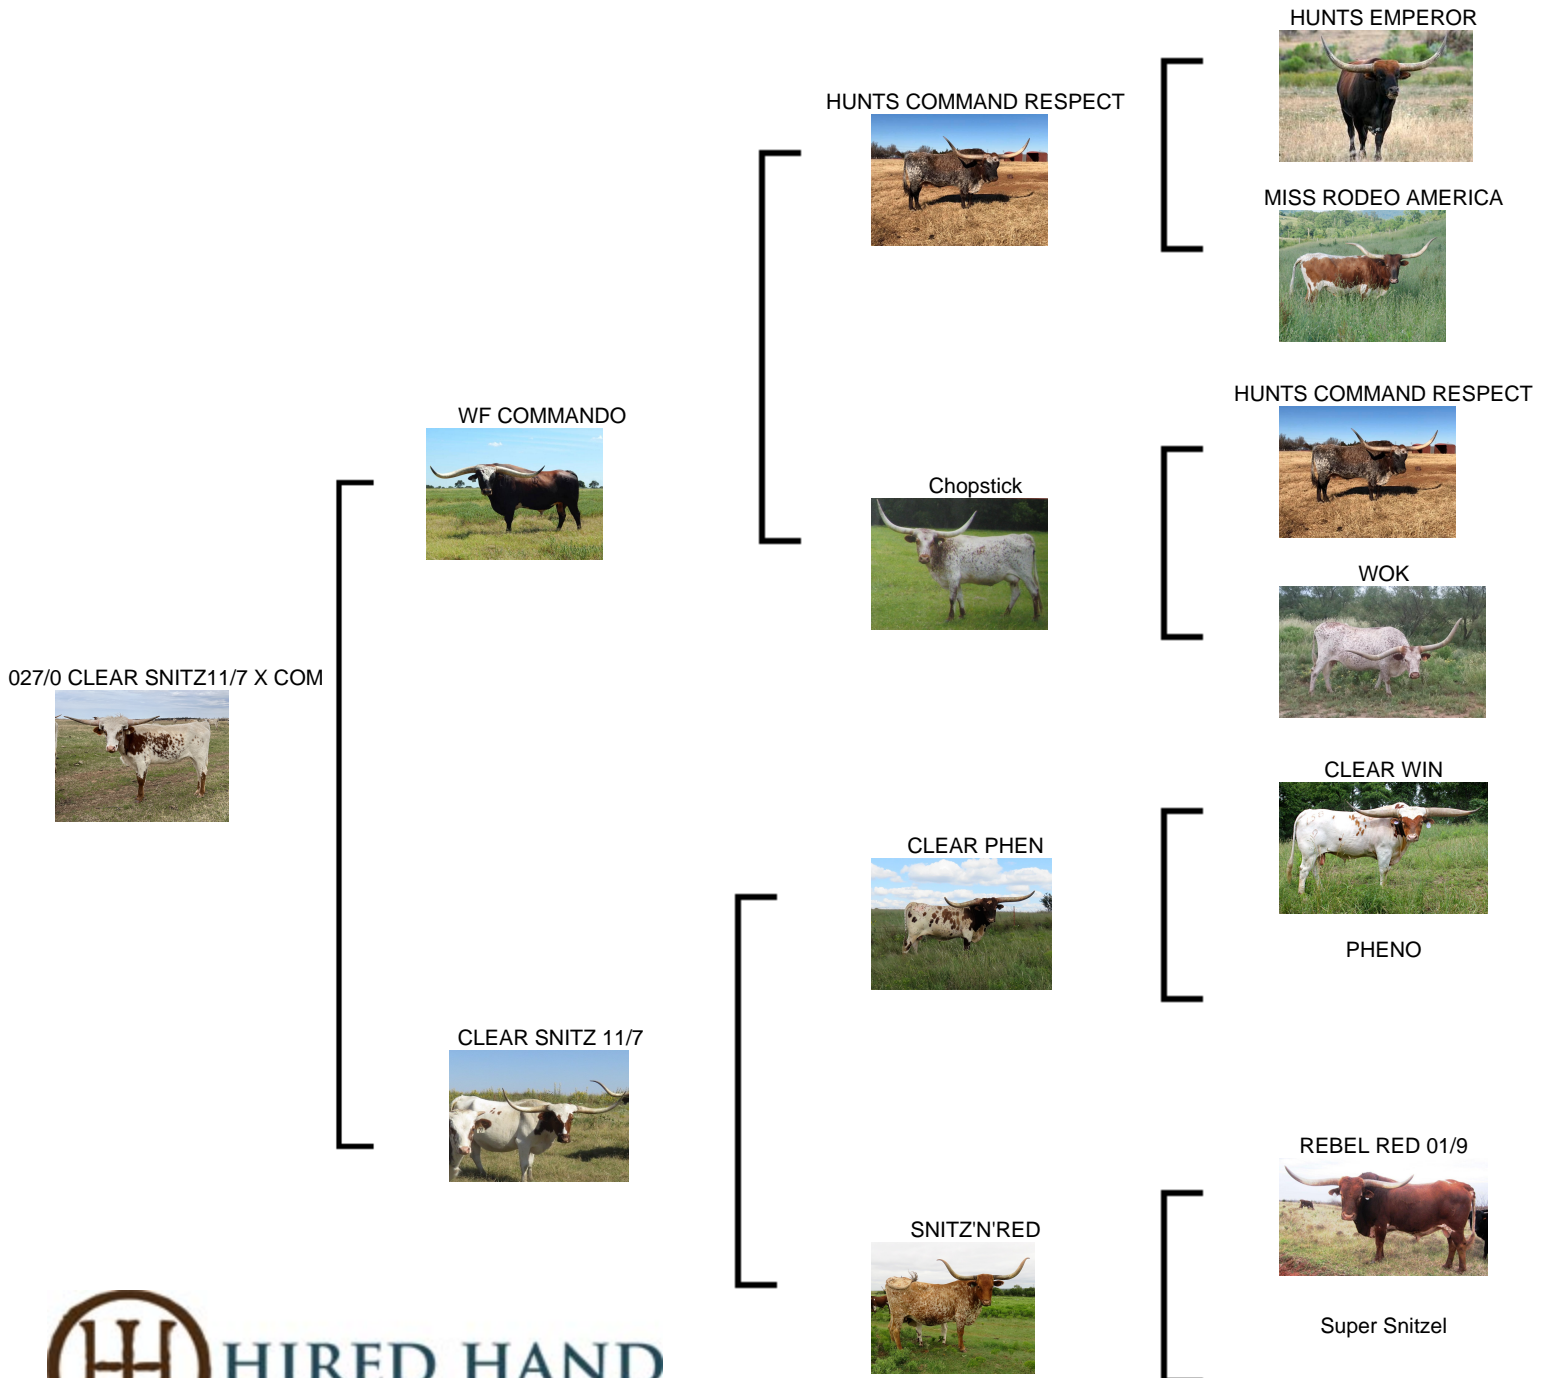 HUNTS EMPEROR
HUNTS COMMAND RESPECT
MISS RODEO AMERICA
HUNTS COMMAND RESPECT
WF COMMANDO
Chopstick
WOK
027/0 CLEAR SNITZ11/7 X COM
CLEAR WIN
CLEAR PHEN
PHENO
CLEAR SNITZ 11/7
REBEL RED 01/9
SNITZ'N'RED
Super Snitzel
HIRED HAND